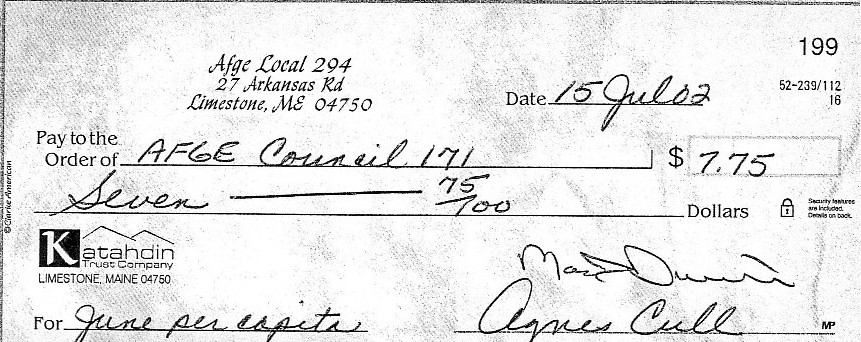 199
Afge Local 294
27 Arkansas Rd
Limestone, ME 04750
52-239/112
16
Date 15 Jul 02
Pay to the
Order of AFGE Council 171 $ 7.75
Seven 75/100 Dollars
Security features
are included.
Details on back.
© Clarke American
Katahdin
Trust Company
LIMESTONE, MAINE 04750
For June per capita
Agnes Cull
MP